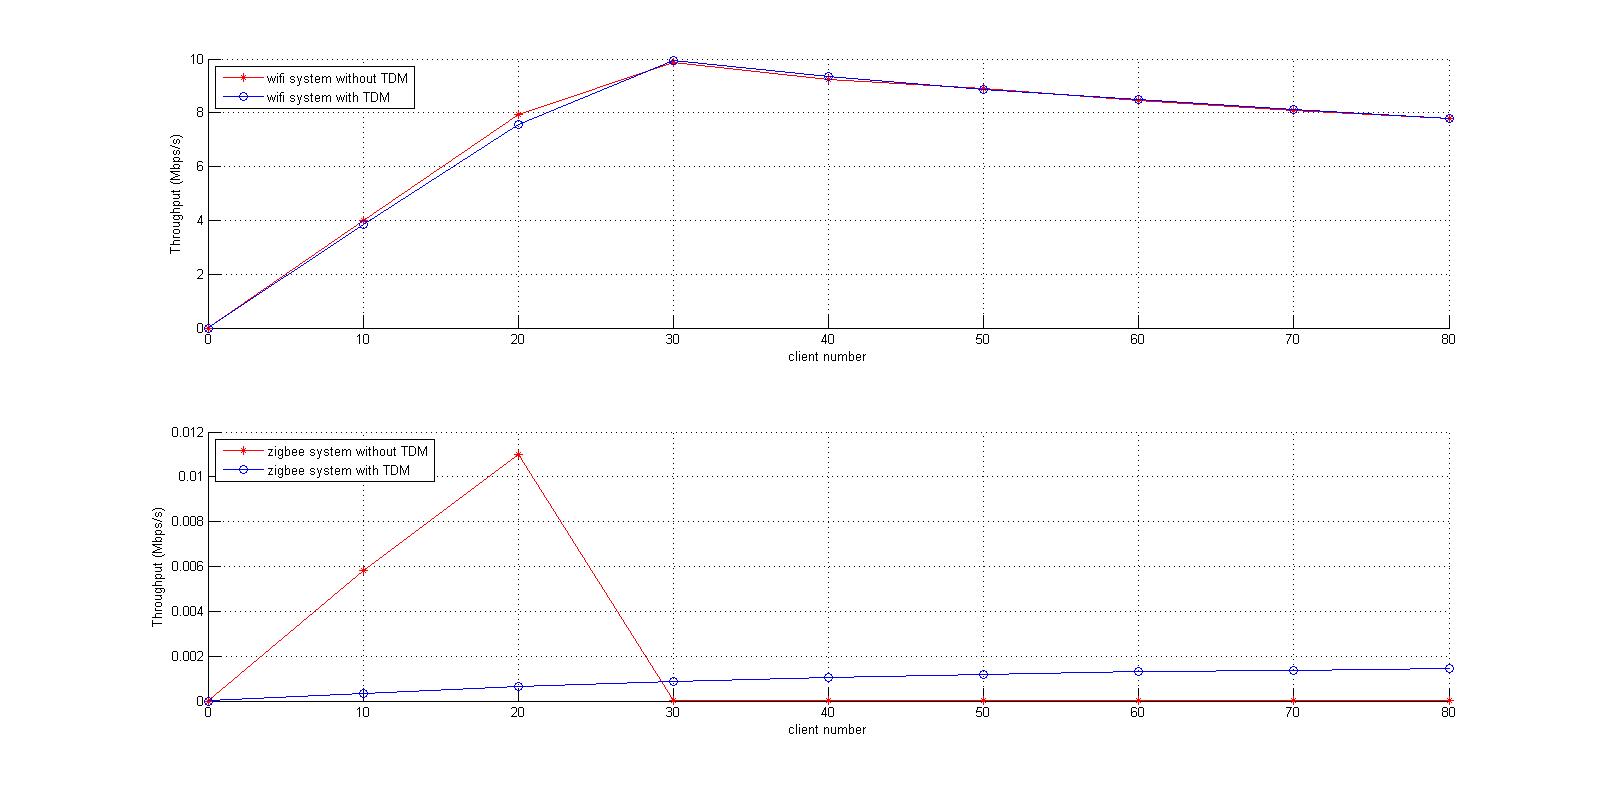 10
8
6
4
2
0
Throughput (Mbps/s)
wifi system without TDM
wifi system with TDM
0 10 20 30 40 50 60 70 80
client number
0.012
0.01
0.008
0.006
0.004
0.002
0
Throughput (Mbps/s)
zigbee system without TDM
zigbee system with TDM
0 10 20 30 40 50 60 70 80
client number